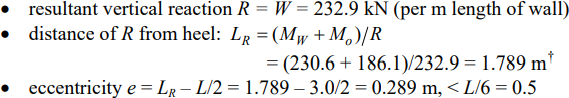 • resultant vertical reaction R = W = 232.9 kN (per m length of wall)
• distance of R from heel: L_R = (M_W + M_o)/R
= (230.6 + 186.1)/232.9 = 1.789 m†
• eccentricity e = L_R – L/2 = 1.789 – 3.0/2 = 0.289 m, < L/6 = 0.5